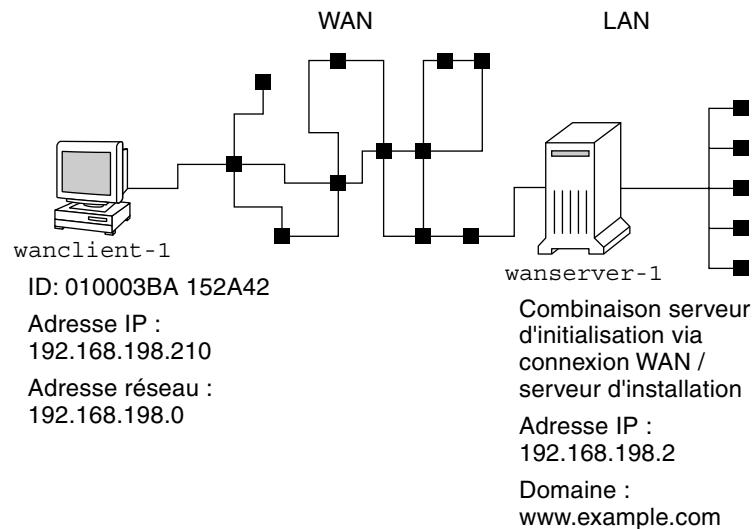 WAN
LAN
wanclient-1
ID: 010003BA 152A42
Adresse IP :
192.168.198.210
Adresse réseau :
192.168.198.0
wanserver-1
Combinaison serveur
d'initialisation via
connexion WAN /
serveur d'installation
Adresse IP :
192.168.198.2
Domaine :
www.example.com